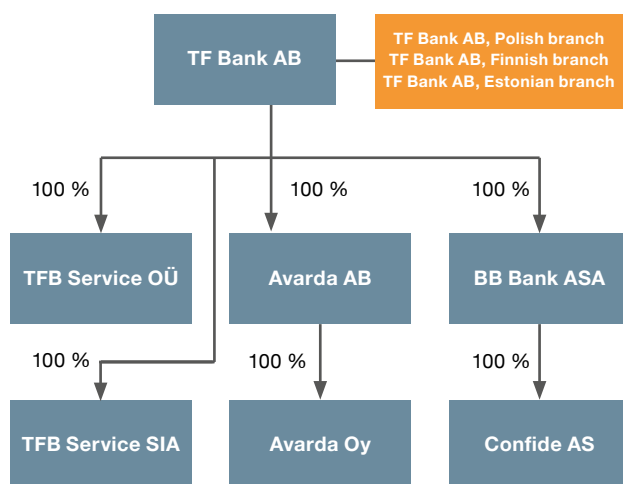 TF Bank AB
TF Bank AB, Polish branch
TF Bank AB, Finnish branch
TF Bank AB, Estonian branch
100 %
100 %
100 %
TFB Service OÜ
Avarda AB
BB Bank ASA
100 %
100 %
100 %
TFB Service SIA
Avarda Oy
Confide AS